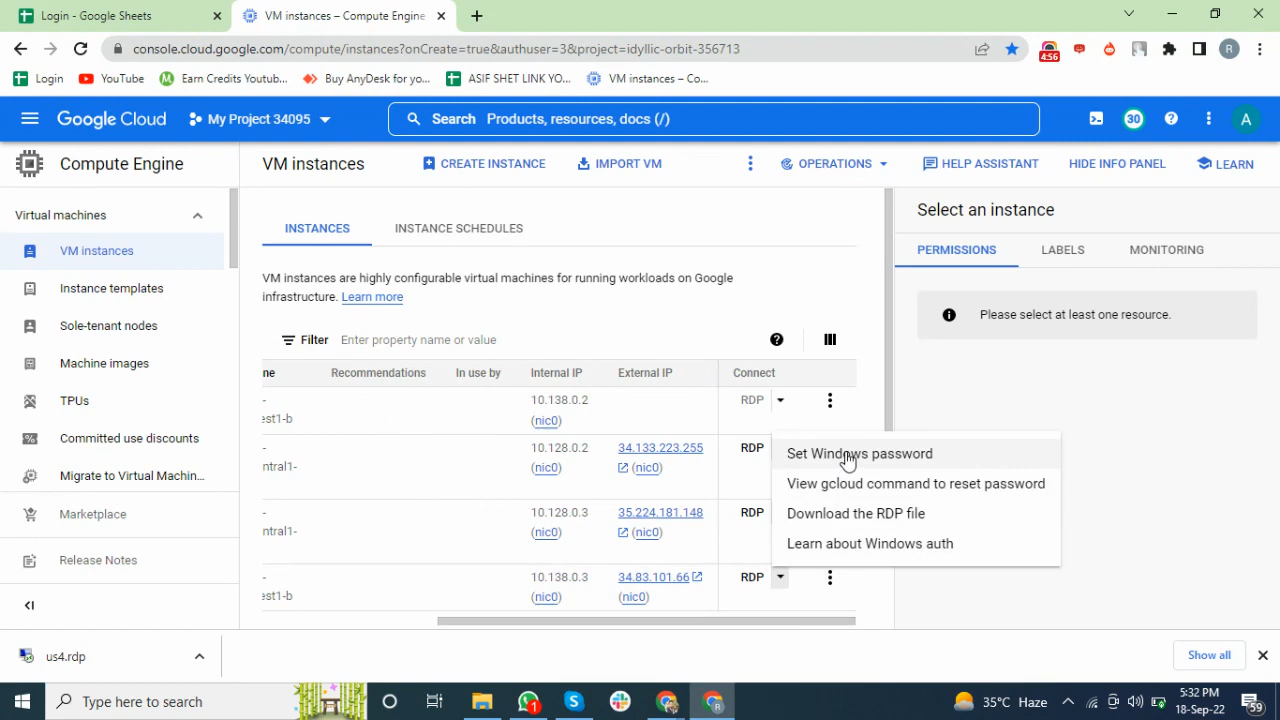 Login - Google Sheets
VM instances – Compute Engine
console.cloud.google.com/compute/instances?onCreate=true&authuser=3&project=idyllic-orbit-356713
4:56
R
Login
YouTube
Earn Credits Youtub...
Buy AnyDesk for yo...
ASIF SHET LINK YO...
VM instances – Co...
Google Cloud
My Project 34095
Search Products, resources, docs (/)
30
A
Compute Engine
VM instances
CREATE INSTANCE
IMPORT VM
OPERATIONS
HELP ASSISTANT
HIDE INFO PANEL
LEARN
Virtual machines
VM instances
Instance templates
Sole-tenant nodes
Machine images
TPUs
Committed use discounts
Migrate to Virtual Machin...
Marketplace
Release Notes
INSTANCES
INSTANCE SCHEDULES
VM instances are highly configurable virtual machines for running workloads on Google
infrastructure. Learn more
Filter Enter property name or value
ne Recommendations In use by Internal IP External IP Connect
- 10.138.0.2 RDP
est1-b (nic0)
- 10.128.0.2 34.133.223.255 RDP
ntral1- (nic0) (nic0)
- 10.128.0.3 35.224.181.148 RDP
ntral1- (nic0) (nic0)
- 10.138.0.3 34.83.101.66 RDP
est1-b (nic0) (nic0)
Set Windows password
View gcloud command to reset password
Download the RDP file
Learn about Windows auth
Select an instance
PERMISSIONS
LABELS
MONITORING
Please select at least one resource.
us4.rdp
Show all
Type here to search
1
R
35°C Haze
5:32 PM
18-Sep-22
59